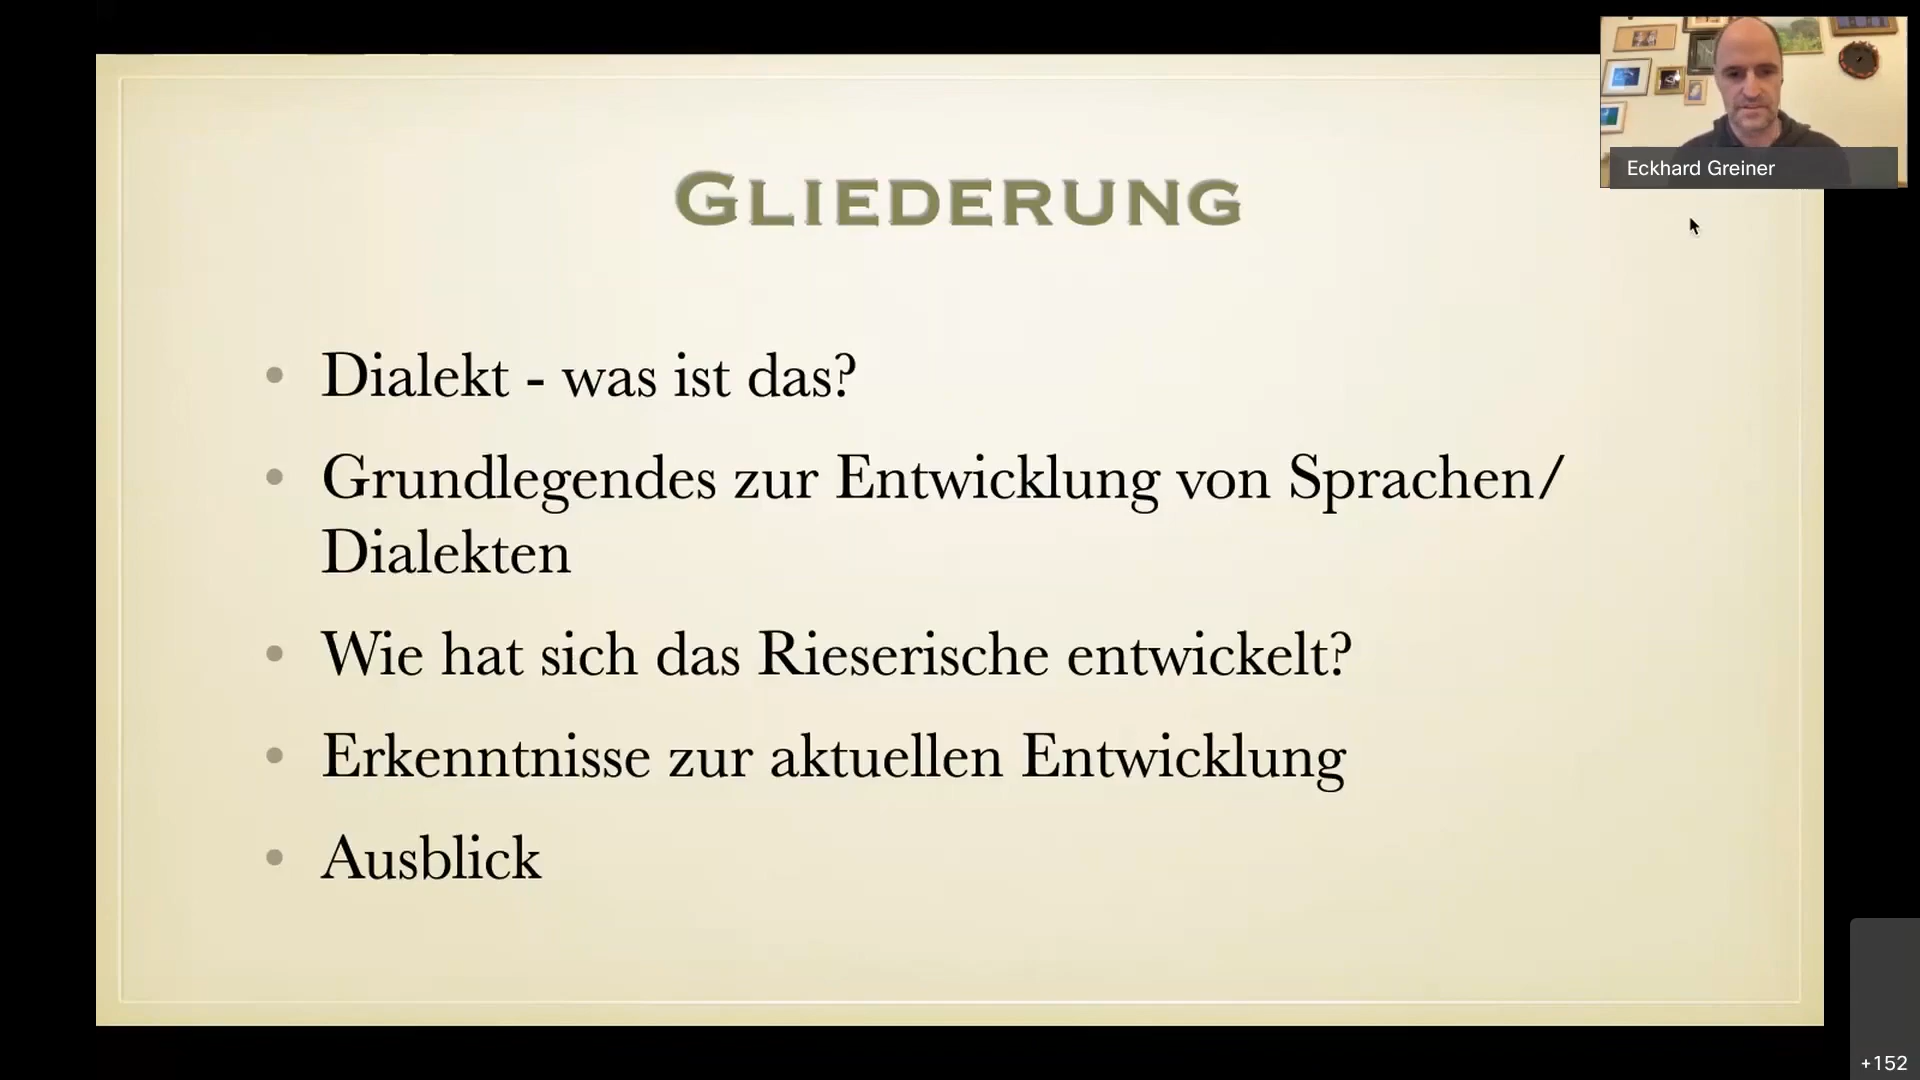 Eckhard Greiner
GLIEDERUNG
• Dialekt - was ist das?
• Grundlegendes zur Entwicklung von Sprachen/
Dialekten
• Wie hat sich das Rieserische entwickelt?
• Erkenntnisse zur aktuellen Entwicklung
• Ausblick
+152